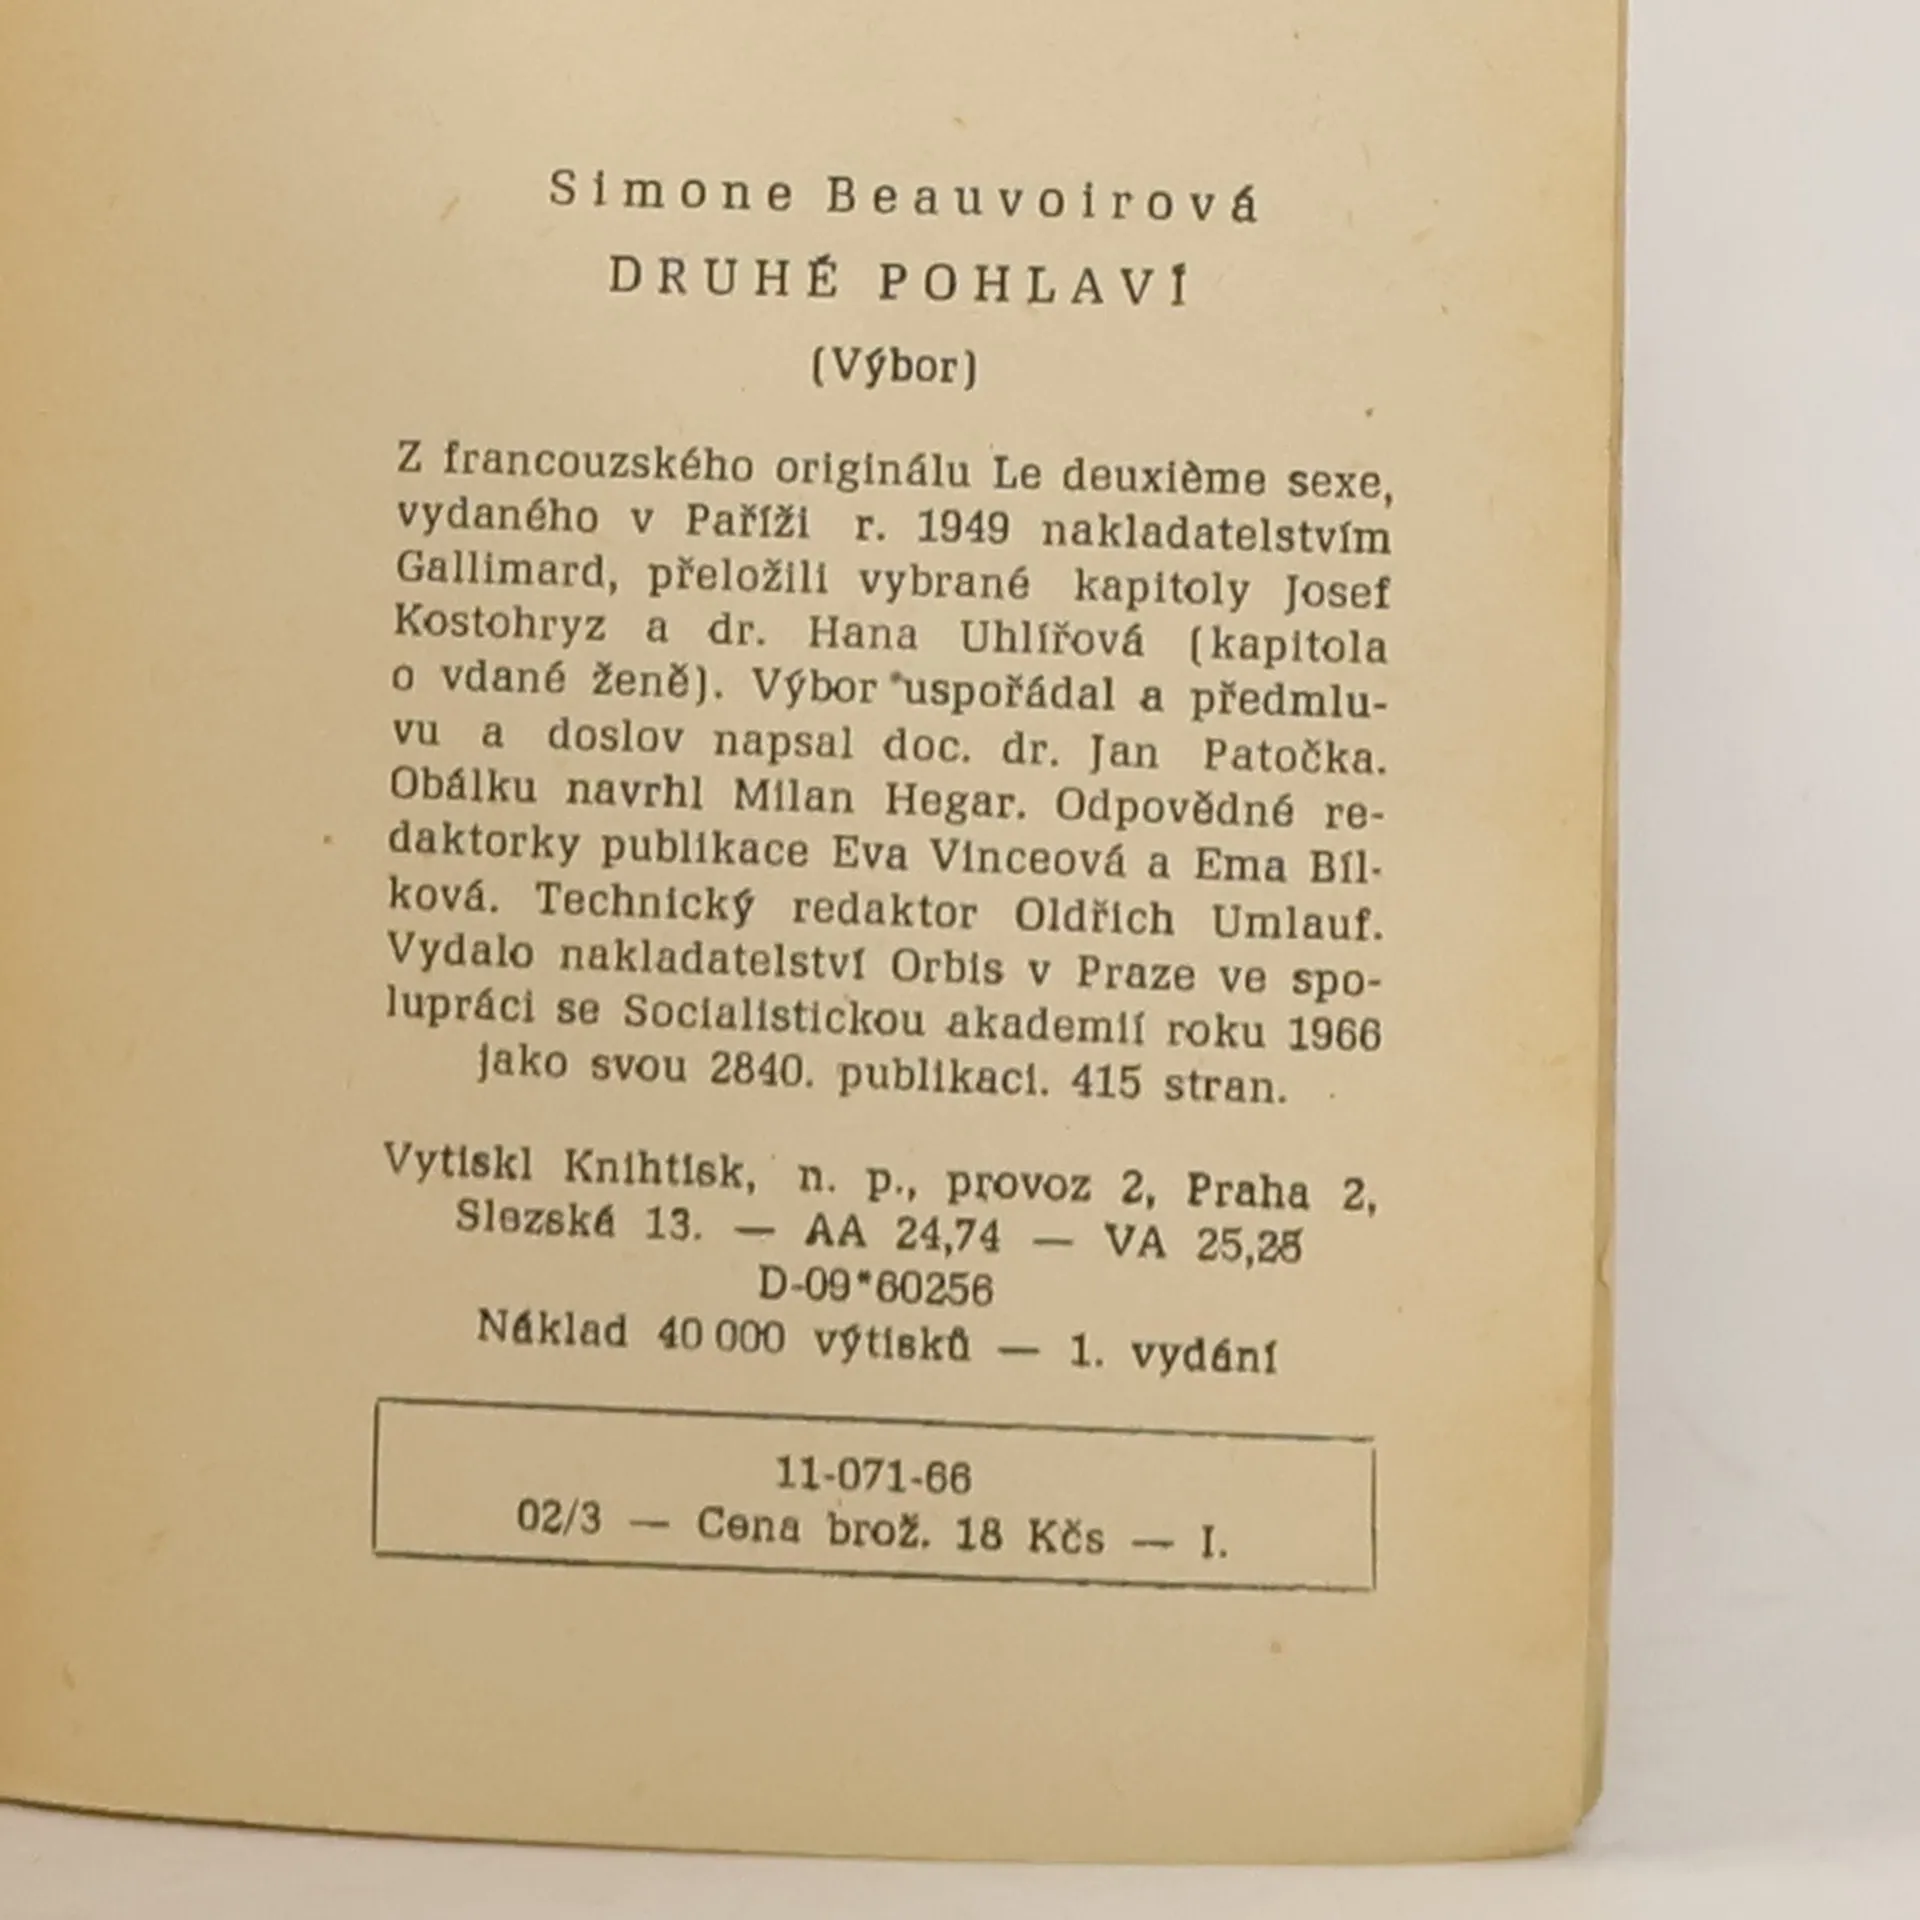 Simone Beauvoirová
DRUHÉ POHLAVÍ
(Výbor)
Z francouzského originálu Le deuxième sexe,
vydaného v Paříži r. 1949 nakladatelstvím
Gallimard, přeložili vybrané kapitoly Josef
Kostohryz a dr. Hana Uhlířová (kapitola
o vdané ženě). Výbor uspořádal a předmlu-
vu a doslov napsal doc. dr. Jan Patočka.
Obálku navrhl Milan Hegar. Odpovědné re-
daktorky publikace Eva Vinceová a Ema Bíl-
ková. Technický redaktor Oldřich Umlauf.
Vydalo nakladatelství Orbis v Praze ve spo-
lupráci se Socialistickou akademií roku 1966
jako svou 2840. publikaci. 415 stran.
Vytiskl Knihtisk, n. p., provoz 2, Praha 2,
Slezská 13. — AA 24,74 — VA 25,25
D-09*60256
Náklad 40 000 výtisků — 1. vydání
11-071-66
02/3 — Cena brož. 18 Kčs — I.